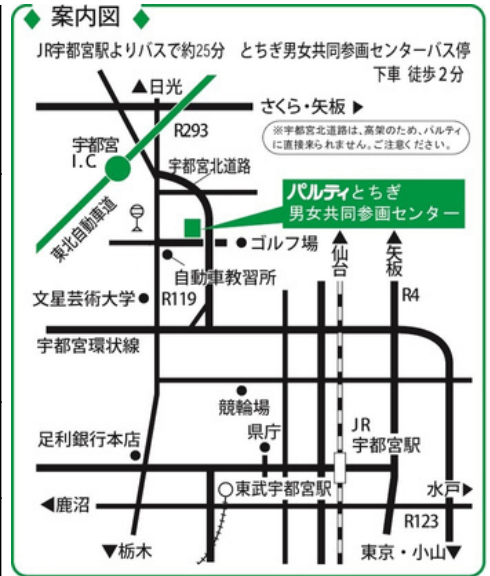 案内図
JR宇都宮駅よりバスで約25分　とちぎ男女共同参画センターバス停
下車 徒歩2分
▲日光
さくら・矢板 ▶
R293
※宇都宮北道路は、高架のため、パルティ
に直接来られません。ご注意ください。
宇都宮
I.C
宇都宮北道路
パルティとちぎ
男女共同参画センター
東北自動車道
ゴルフ場
▲仙台
▲矢板
自動車教習所
文星芸術大学
R119
R4
宇都宮環状線
競輪場
県庁
JR
宇都宮駅
足利銀行本店
東武宇都宮駅
水戸▶
◀鹿沼
R123
▼栃木
東京・小山▼